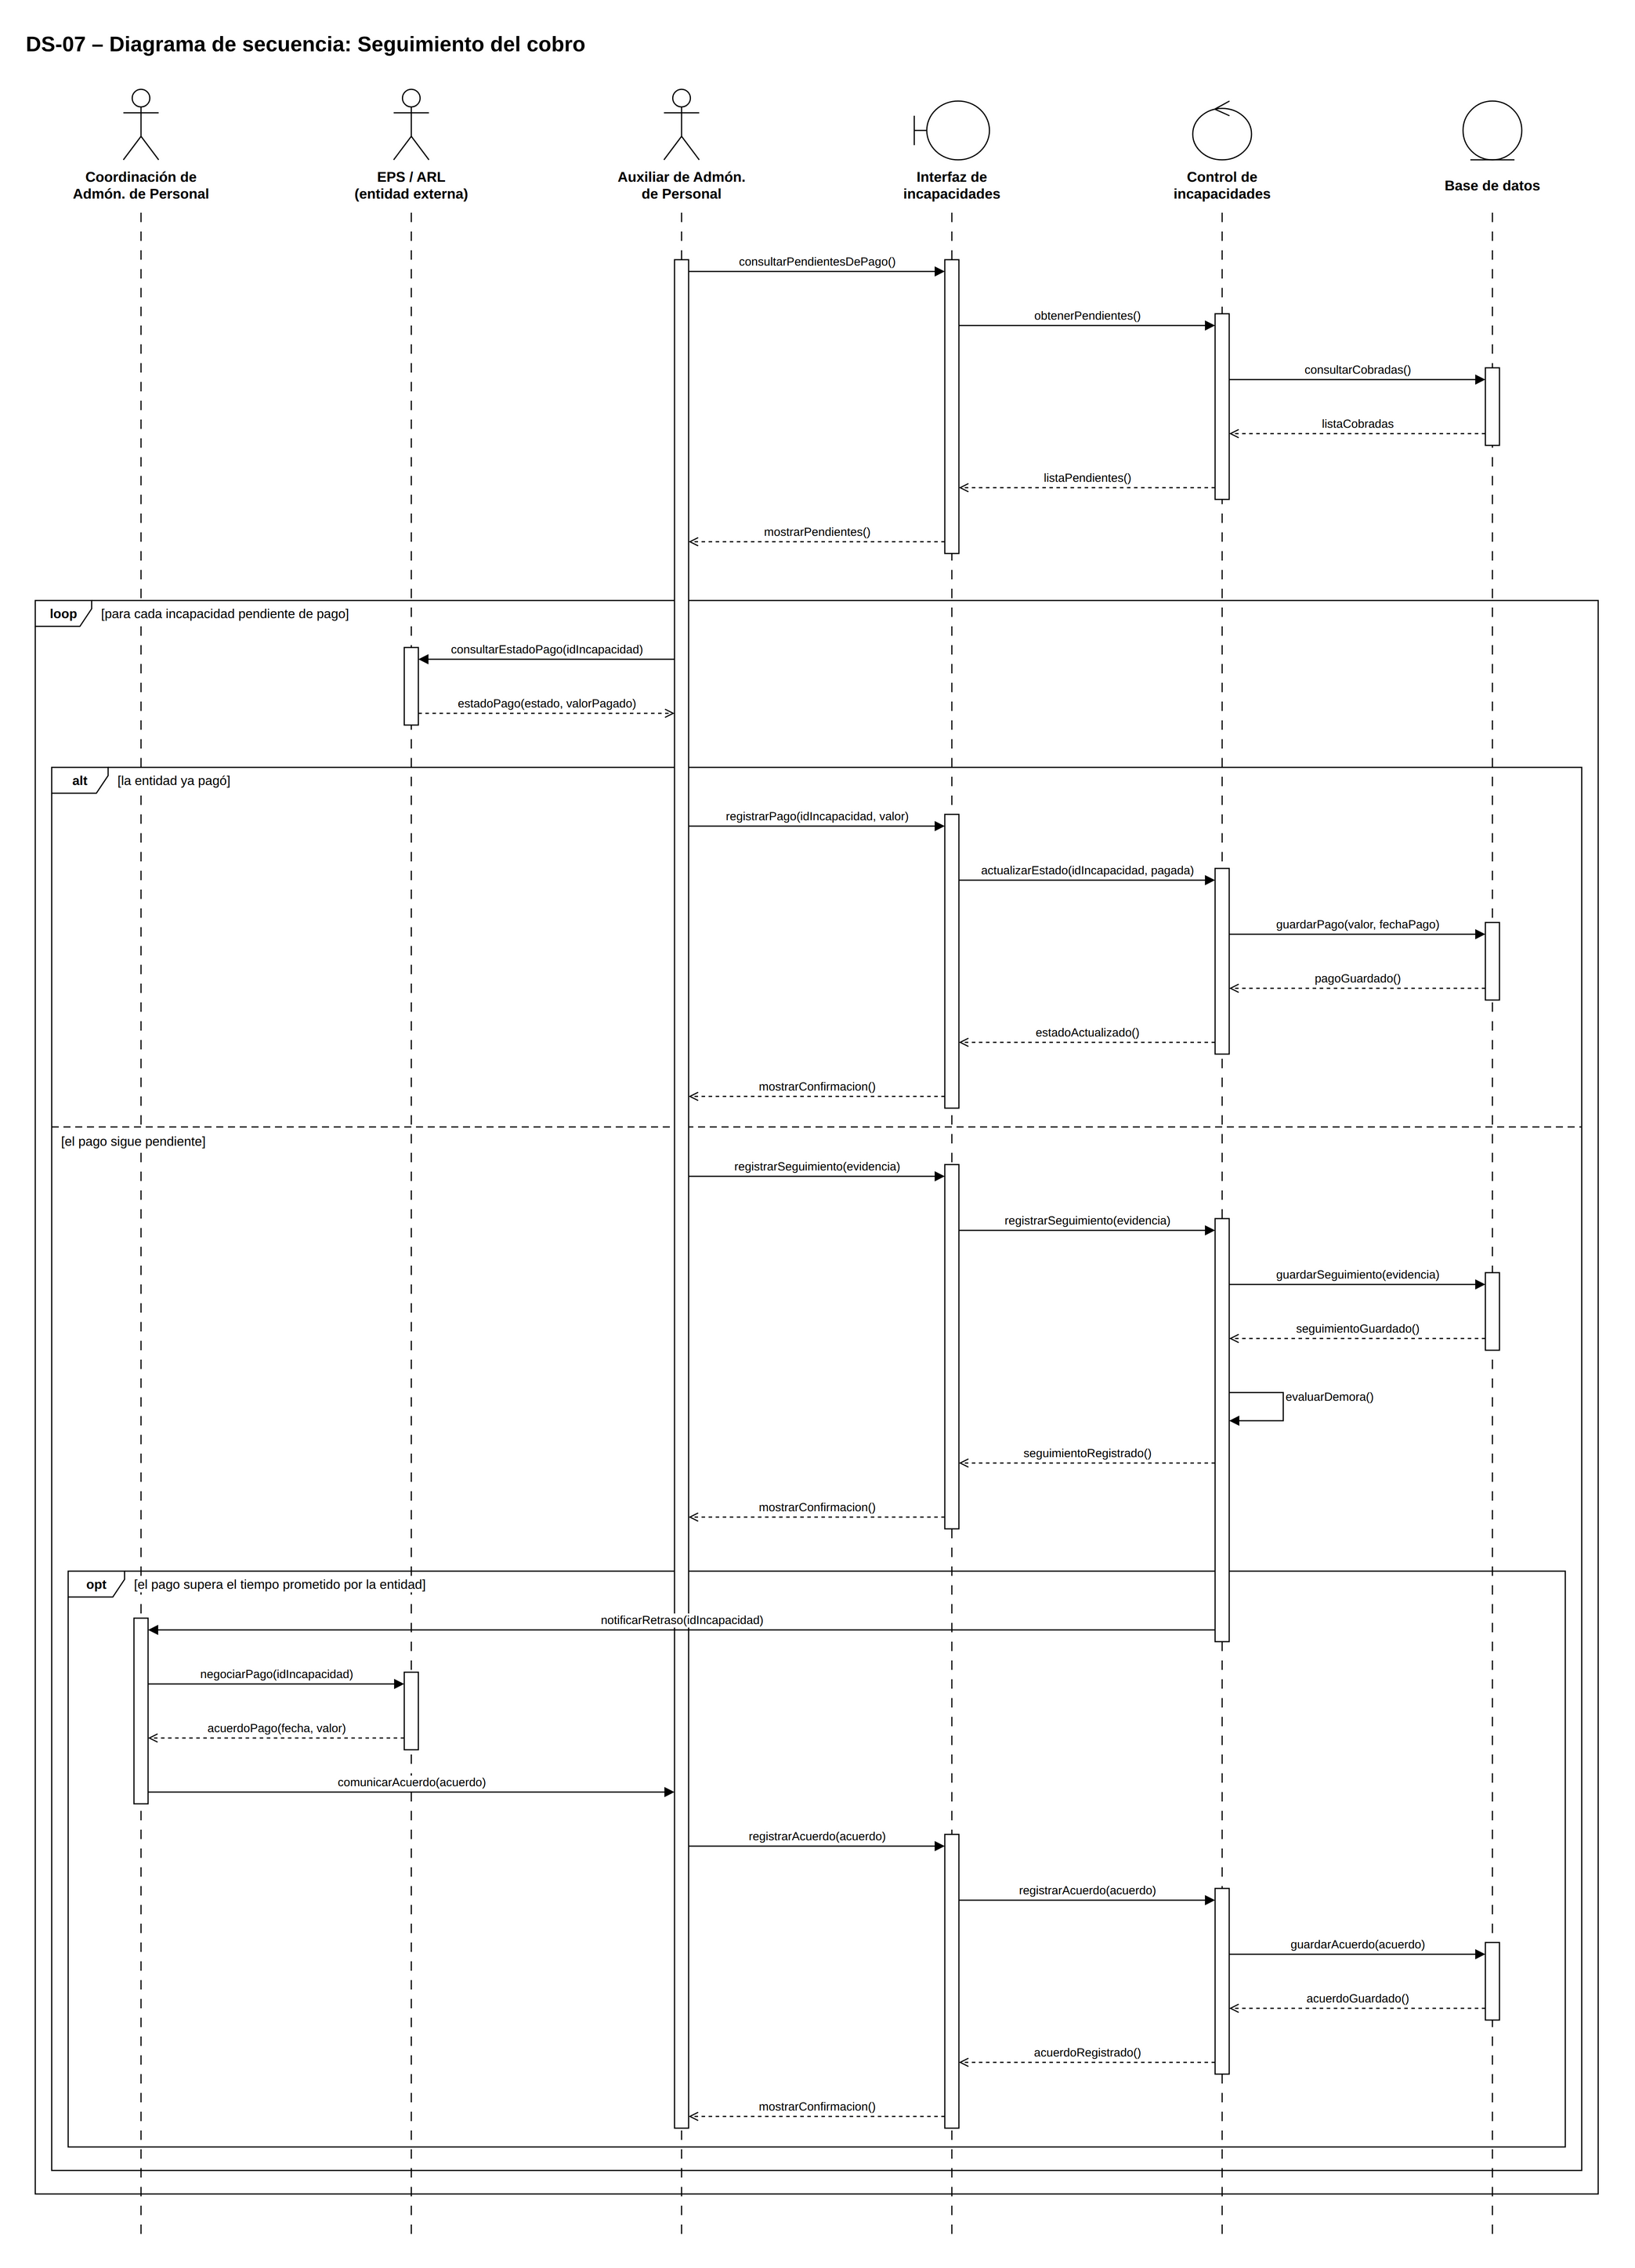 DS-07 – Diagrama de secuencia: Seguimiento del cobro
Coordinación de
Admón. de Personal
EPS / ARL
(entidad externa)
Auxiliar de Admón.
de Personal
Interfaz de
incapacidades
Control de
incapacidades
Base de datos
consultarPendientesDePago()
obtenerPendientes()
consultarCobradas()
listaCobradas
listaPendientes()
mostrarPendientes()
loop [para cada incapacidad pendiente de pago]
consultarEstadoPago(idIncapacidad)
estadoPago(estado, valorPagado)
alt [la entidad ya pagó]
registrarPago(idIncapacidad, valor)
actualizarEstado(idIncapacidad, pagada)
guardarPago(valor, fechaPago)
pagoGuardado()
estadoActualizado()
mostrarConfirmacion()
[el pago sigue pendiente]
registrarSeguimiento(evidencia)
registrarSeguimiento(evidencia)
guardarSeguimiento(evidencia)
seguimientoGuardado()
evaluarDemora()
seguimientoRegistrado()
mostrarConfirmacion()
opt [el pago supera el tiempo prometido por la entidad]
notificarRetraso(idIncapacidad)
negociarPago(idIncapacidad)
acuerdoPago(fecha, valor)
comunicarAcuerdo(acuerdo)
registrarAcuerdo(acuerdo)
registrarAcuerdo(acuerdo)
guardarAcuerdo(acuerdo)
acuerdoGuardado()
acuerdoRegistrado()
mostrarConfirmacion()